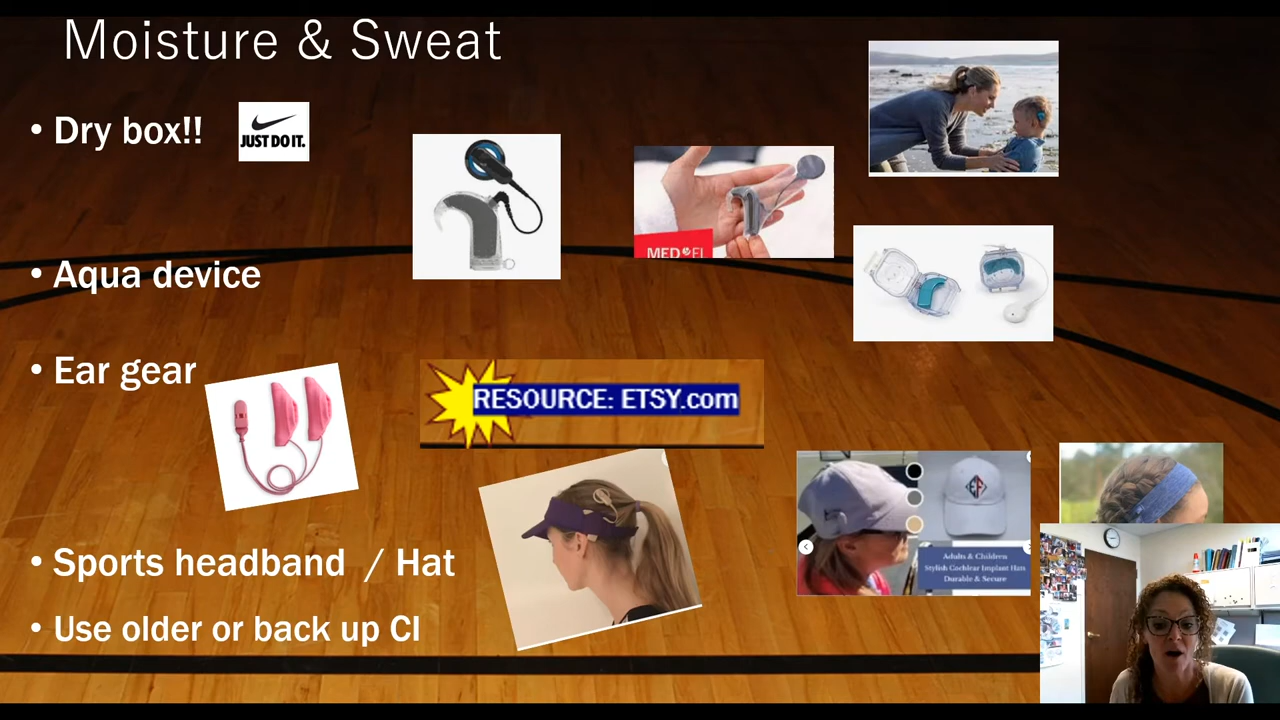 Moisture & Sweat
• Dry box!!
JUST DO IT.
MED EL
• Aqua device
• Ear gear
RESOURCE: ETSY.com
Adults & Children
Stylish Cochlear Implant Hats
Durable & Secure
• Sports headband / Hat
• Use older or back up CI